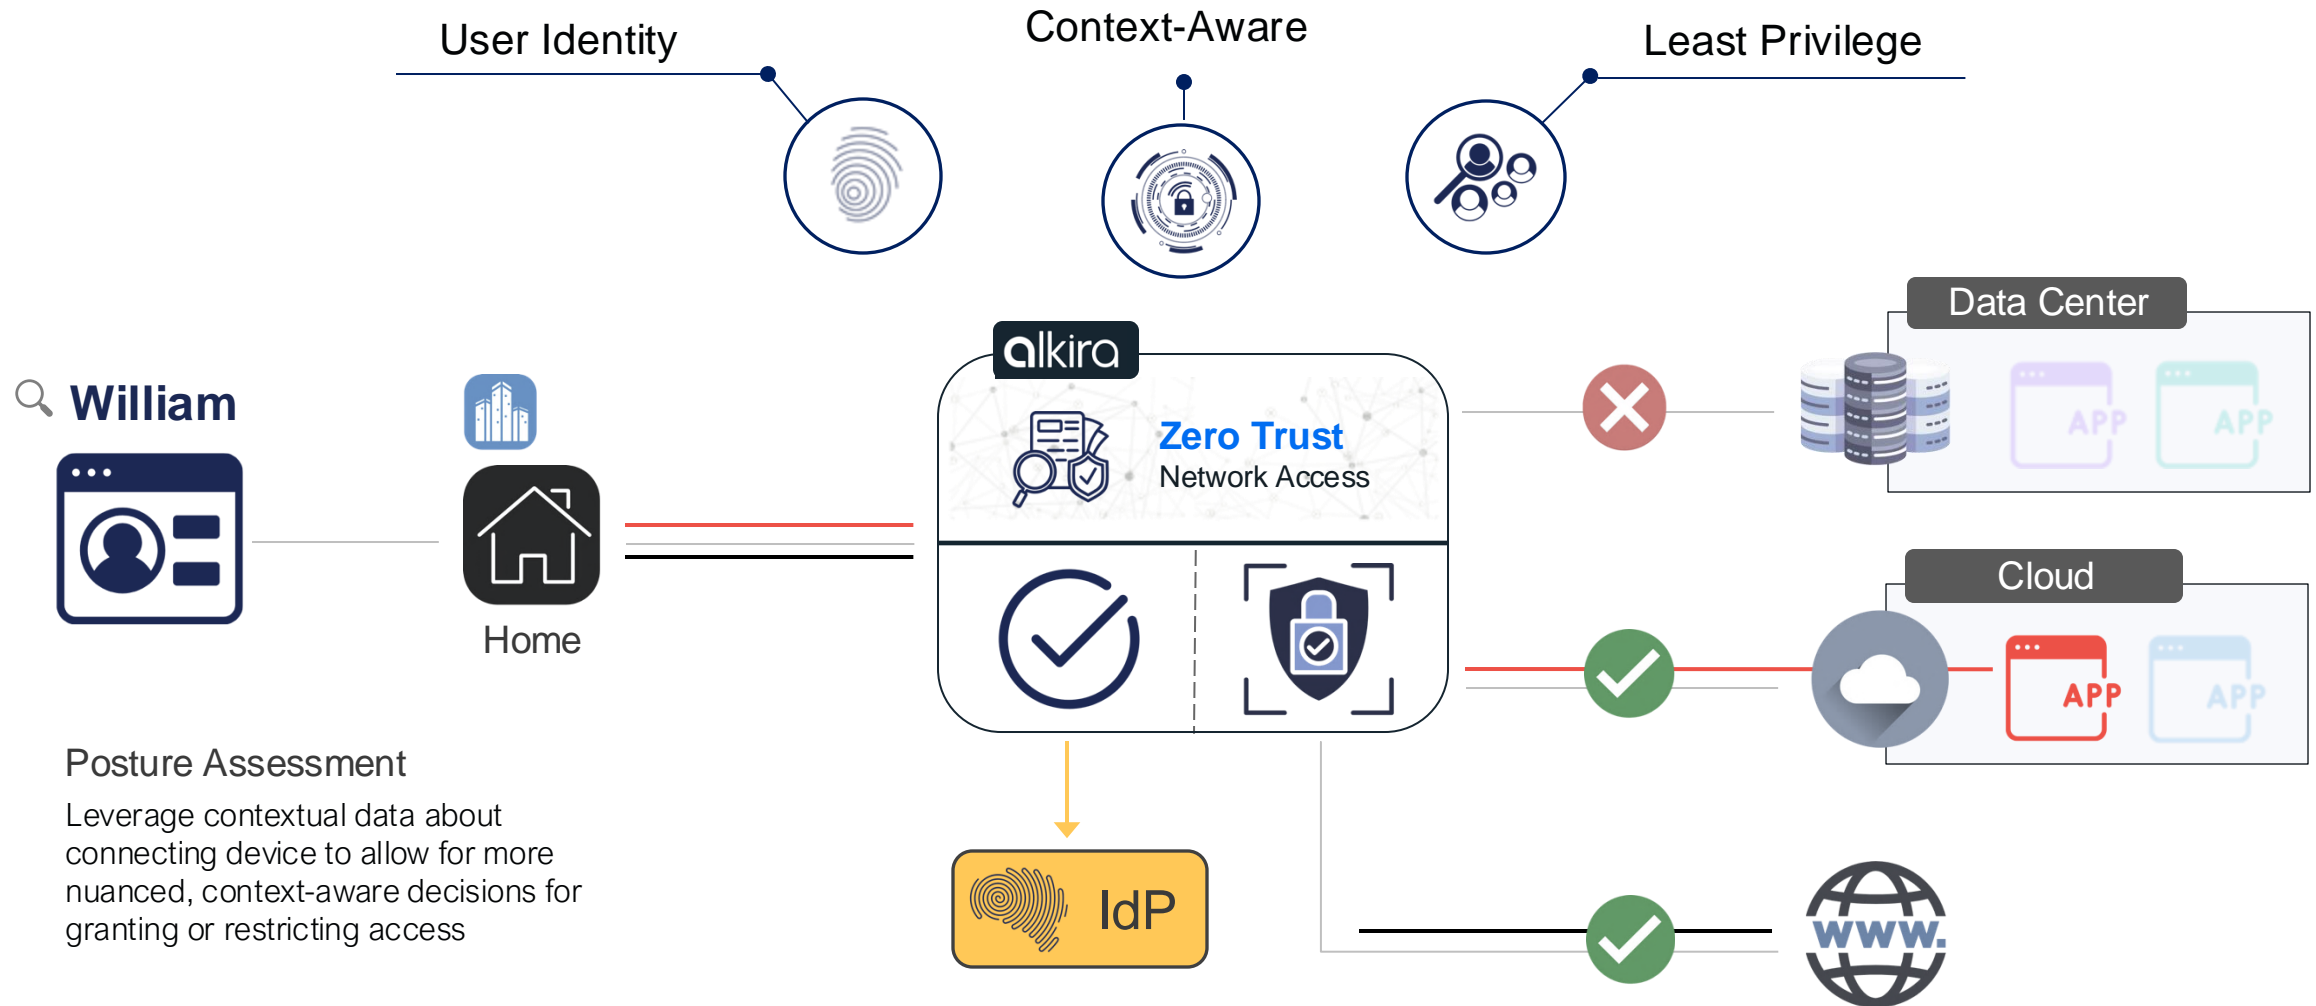 User Identity
Context-Aware
Least Privilege
Data Center
alkira
William
Zero Trust
Network Access
APP
APP
Home
Cloud
APP
APP
Posture Assessment
Leverage contextual data about
connecting device to allow for more
nuanced, context-aware decisions for
granting or restricting access
IdP
www.